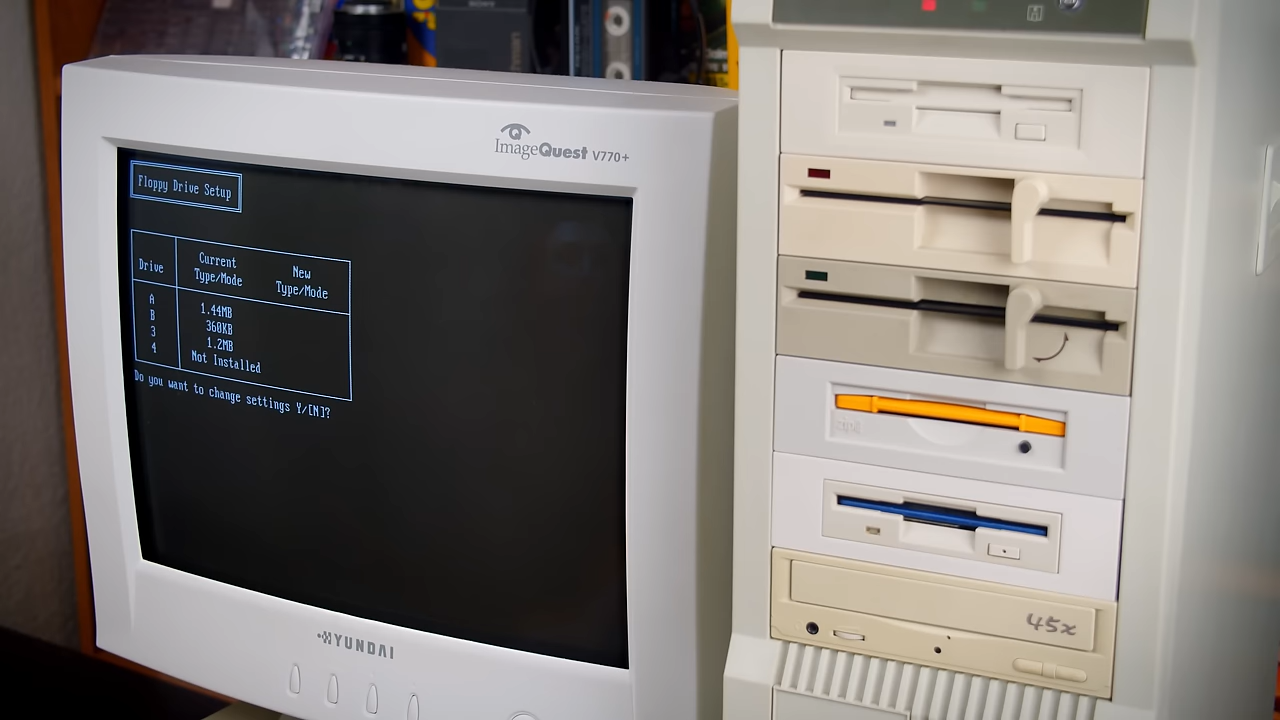 ImageQuest V770+
Floppy Drive Setup
Drive Current Type/Mode New Type/Mode
A 1.44MB
B 360KB
3 1.2MB
4 Not Installed
Do you want to change settings Y/[N]?
HYUNDAI
zip
45x